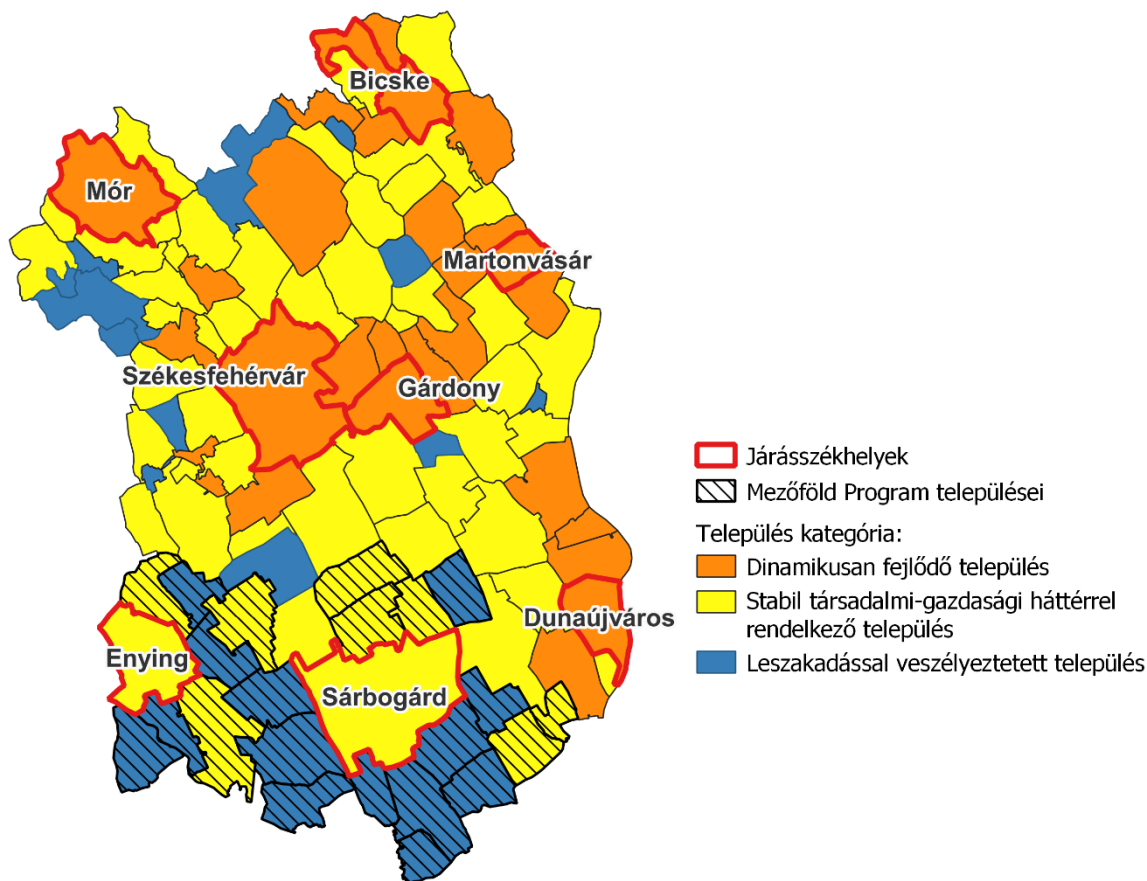 Bicske
Mór
Martonvásár
Székesfehérvár
Gárdony
Dunaújváros
Enying
Sárbogárd
Járásszékhelyek
Mezőföld Program települései
Település kategória:
Dinamikusan fejlődő település
Stabil társadalmi-gazdasági háttérrel
rendelkező település
Leszakadással veszélyeztetett település